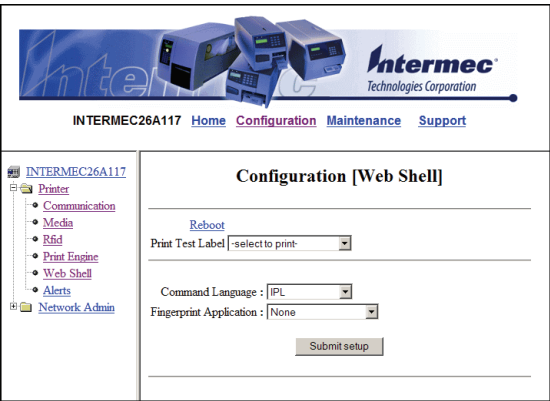 Inte
Intermec
Technologies Corporation
INTERMEC26A117 Home Configuration Maintenance Support
INTERMEC26A117
Printer
Communication
Media
Rfid
Print Engine
Web Shell
Alerts
Network Admin
Configuration [Web Shell]
Reboot
Print Test Label -select to print-
Command Language : IPL
Fingerprint Application : None
Submit setup